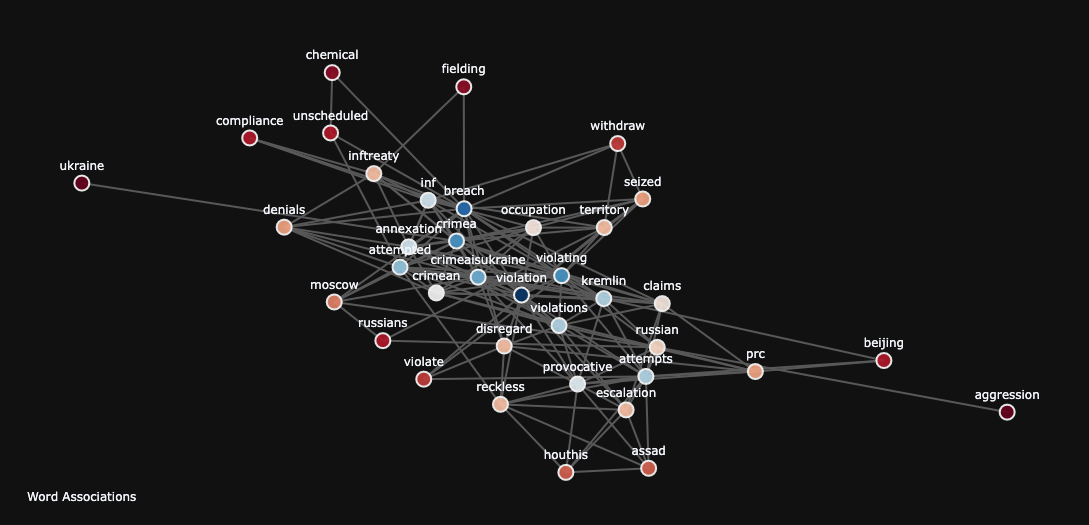 chemical
fielding
compliance
unscheduled
withdraw
inftreaty
ukraine
inf
breach
seized
denials
occupation
territory
annexation
crimea
attempted
crimeaisukraine
violating
crimean
violation
kremlin
moscow
claims
violations
russians
disregard
russian
violate
provocative
attempts
prc
beijing
reckless
escalation
aggression
houthis
assad
Word Associations